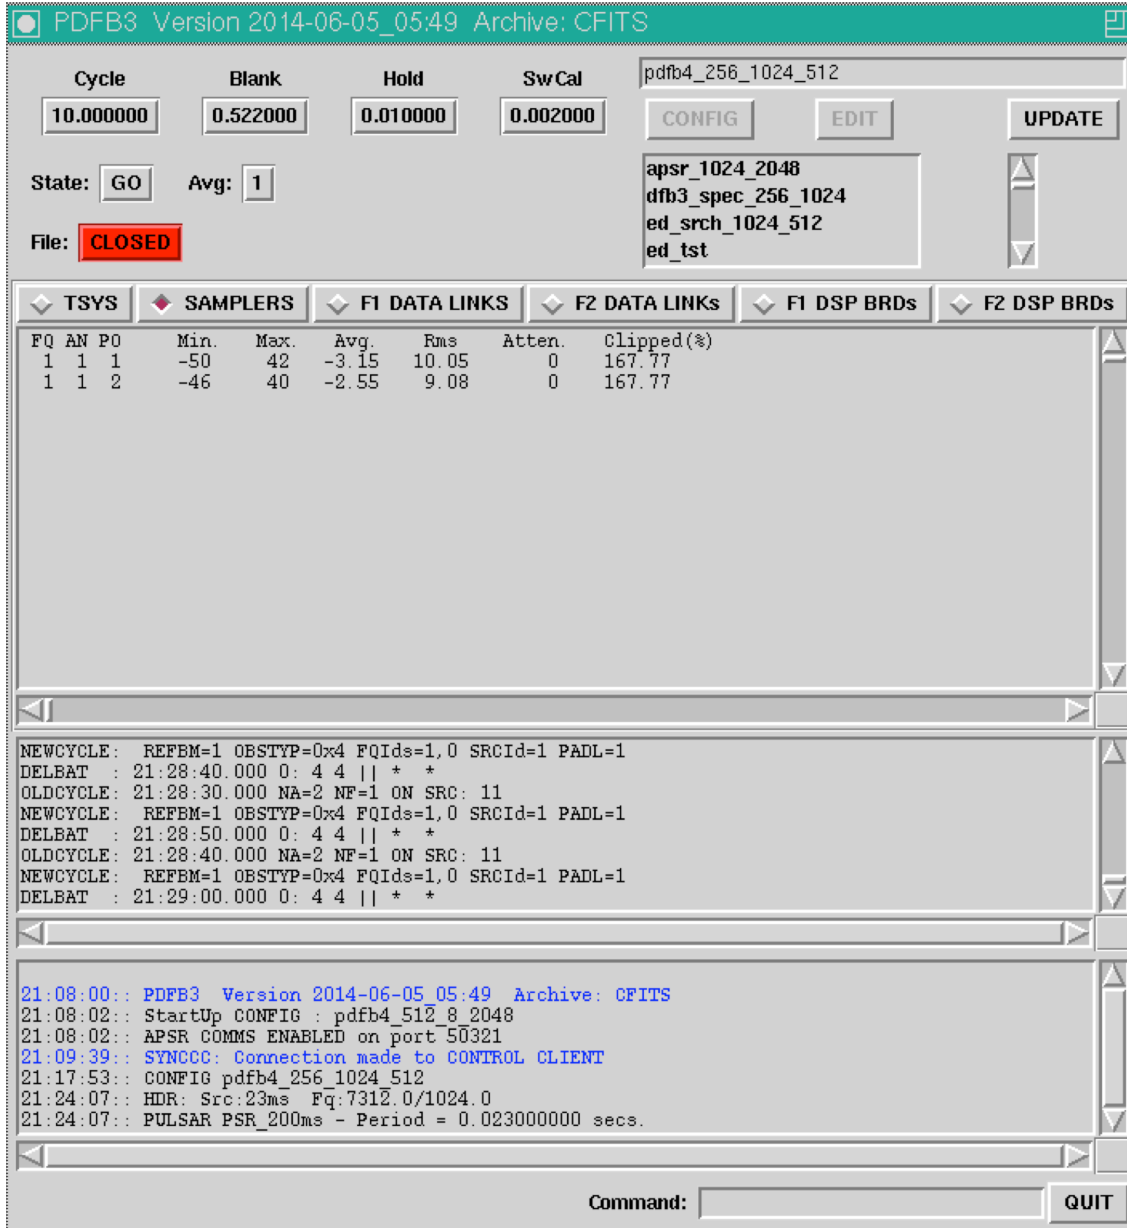 PDFB3 Version 2014-06-05_05:49 Archive: CFITS
Cycle Blank Hold SwCal pdfb4_256_1024_512
10.000000 0.522000 0.010000 0.002000 CONFIG EDIT UPDATE
State: GO Avg: 1
File: CLOSED
apsr_1024_2048
dfb3_spec_256_1024
ed_srch_1024_512
ed_tst
TSYS SAMPLERS F1 DATA LINKS F2 DATA LINKs F1 DSP BRDs F2 DSP BRDs
FQ AN PO Min. Max. Avg. Rms Atten. Clipped(%)
1 1 1 -50 42 -3.15 10.05 0 167.77
1 1 2 -46 40 -2.55 9.08 0 167.77
NEWCYCLE: REFBM=1 OBSTYP=0x4 FQIds=1,0 SRCId=1 PADL=1
DELBAT : 21:28:40.000 0: 4 4 || * *
OLDCYCLE: 21:28:30.000 NA=2 NF=1 ON SRC: 11
NEWCYCLE: REFBM=1 OBSTYP=0x4 FQIds=1,0 SRCId=1 PADL=1
DELBAT : 21:28:50.000 0: 4 4 || * *
OLDCYCLE: 21:28:40.000 NA=2 NF=1 ON SRC: 11
NEWCYCLE: REFBM=1 OBSTYP=0x4 FQIds=1,0 SRCId=1 PADL=1
DELBAT : 21:29:00.000 0: 4 4 || * *
21:08:00:: PDFB3 Version 2014-06-05_05:49 Archive: CFITS
21:08:02:: StartUp CONFIG : pdfb4_512_8_2048
21:08:02:: APSR COMMS ENABLED on port 50321
21:09:39:: SYNCCC: Connection made to CONTROL CLIENT
21:17:53:: CONFIG pdfb4_256_1024_512
21:24:07:: HDR: Src:23ms Fq:7312.0/1024.0
21:24:07:: PULSAR PSR_200ms - Period = 0.023000000 secs.
Command: QUIT